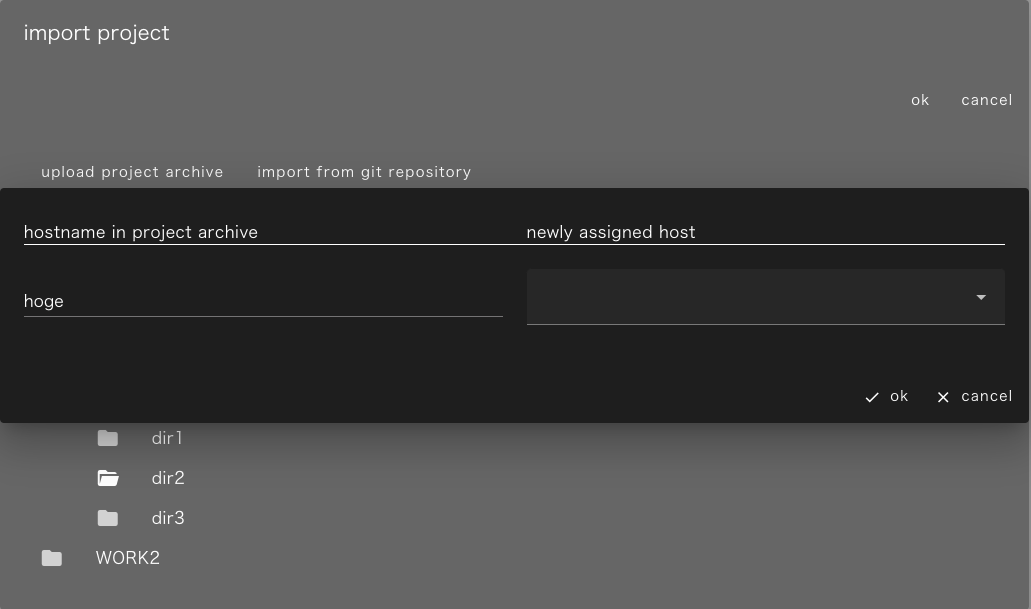 import project
ok cancel
upload project archive import from git repository
hostname in project archive newly assigned host
hoge
ok cancel
dir1
dir2
dir3
WORK2